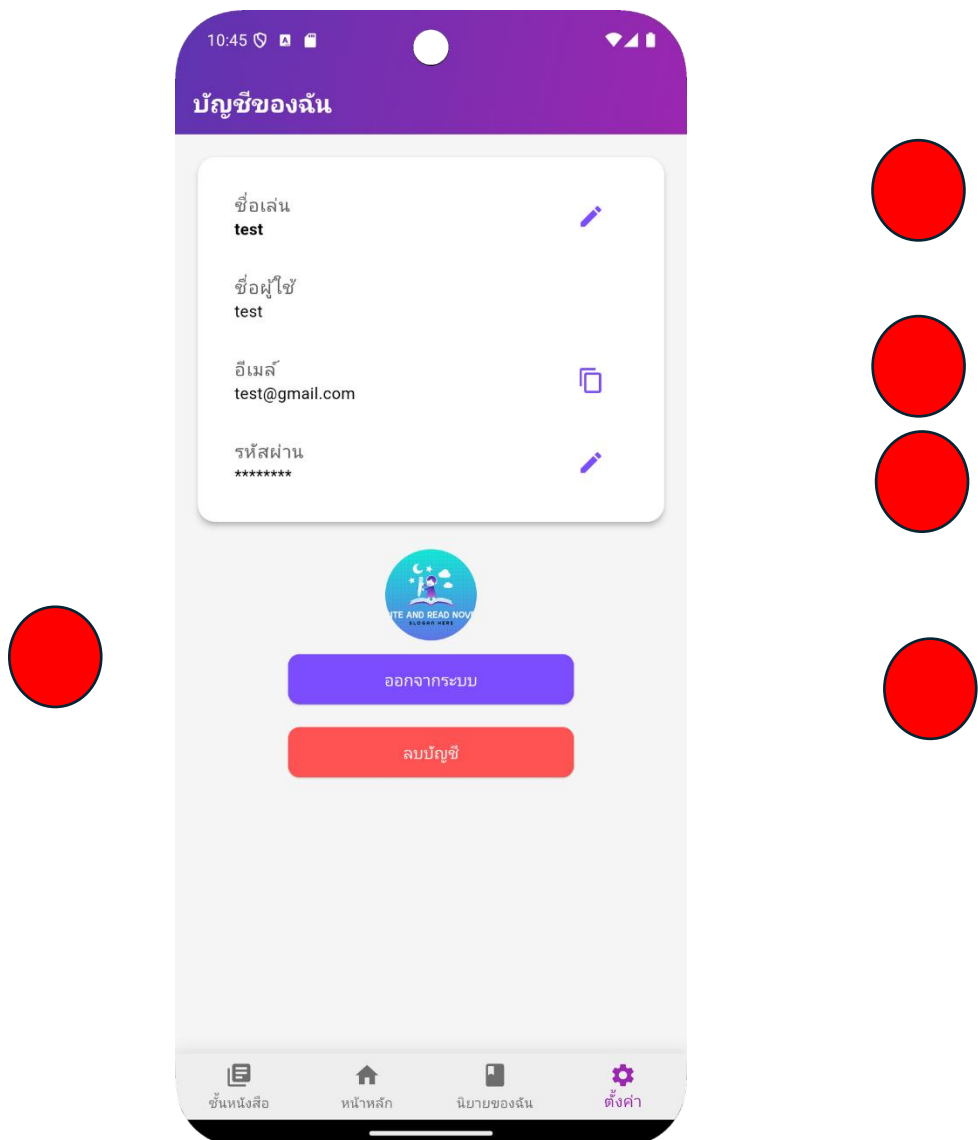 10:45
บัญชีของฉัน
ชื่อเล่น
test
ชื่อผู้ใช้
test
อีเมล์
test@gmail.com
รหัสผ่าน
********
AND READ
SLOGAN HERE
ออกจากระบบ
ลบบัญชี
ชั้นหนังสือ หน้าหลัก นิยายของฉัน ตั้งค่า